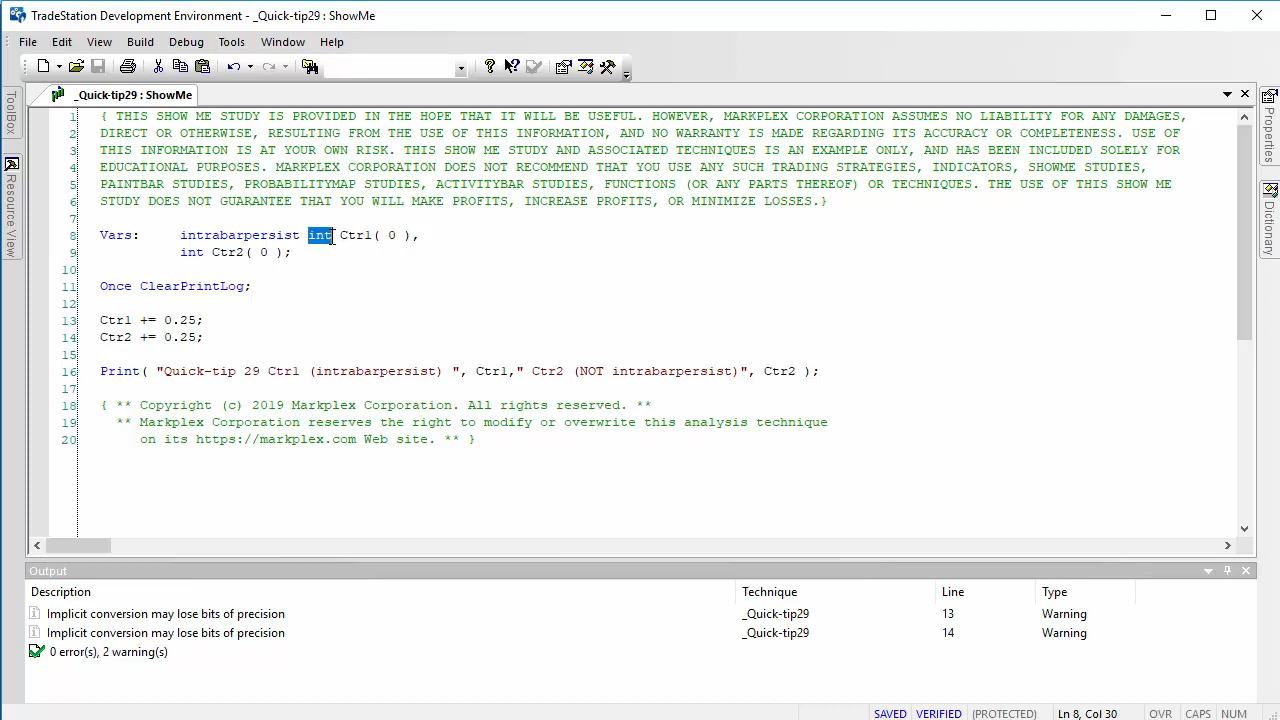 TradeStation Development Environment - _Quick-tip29 : ShowMe
File Edit View Build Debug Tools Window Help
_Quick-tip29 : ShowMe
ToolBox
Resource View
Properties
Dictionary
1 { THIS SHOW ME STUDY IS PROVIDED IN THE HOPE THAT IT WILL BE USEFUL. HOWEVER, MARKPLEX CORPORATION ASSUMES NO LIABILITY FOR ANY DAMAGES,
2 DIRECT OR OTHERWISE, RESULTING FROM THE USE OF THIS INFORMATION, AND NO WARRANTY IS MADE REGARDING ITS ACCURACY OR COMPLETENESS. USE OF
3 THIS INFORMATION IS AT YOUR OWN RISK. THIS SHOW ME STUDY AND ASSOCIATED TECHNIQUES IS AN EXAMPLE ONLY, AND HAS BEEN INCLUDED SOLELY FOR
4 EDUCATIONAL PURPOSES. MARKPLEX CORPORATION DOES NOT RECOMMEND THAT YOU USE ANY SUCH TRADING STRATEGIES, INDICATORS, SHOWME STUDIES,
5 PAINTBAR STUDIES, PROBABILITYMAP STUDIES, ACTIVITYBAR STUDIES, FUNCTIONS (OR ANY PARTS THEREOF) OR TECHNIQUES. THE USE OF THIS SHOW ME
6 STUDY DOES NOT GUARANTEE THAT YOU WILL MAKE PROFITS, INCREASE PROFITS, OR MINIMIZE LOSSES.}
7
8 Vars: intrabarpersist int Ctr1( 0 ),
9 int Ctr2( 0 );
10
11 Once ClearPrintLog;
12
13 Ctr1 += 0.25;
14 Ctr2 += 0.25;
15
16 Print( "Quick-tip 29 Ctr1 (intrabarpersist) ", Ctr1," Ctr2 (NOT intrabarpersist)", Ctr2 );
17
18 { ** Copyright (c) 2019 Markplex Corporation. All rights reserved. **
19 ** Markplex Corporation reserves the right to modify or overwrite this analysis technique
20 on its https://markplex.com Web site. ** }
Output
Description Technique Line Type
Implicit conversion may lose bits of precision _Quick-tip29 13 Warning
Implicit conversion may lose bits of precision _Quick-tip29 14 Warning
0 error(s), 2 warning(s)
SAVED VERIFIED (PROTECTED) Ln 8, Col 30 OVR CAPS NUM